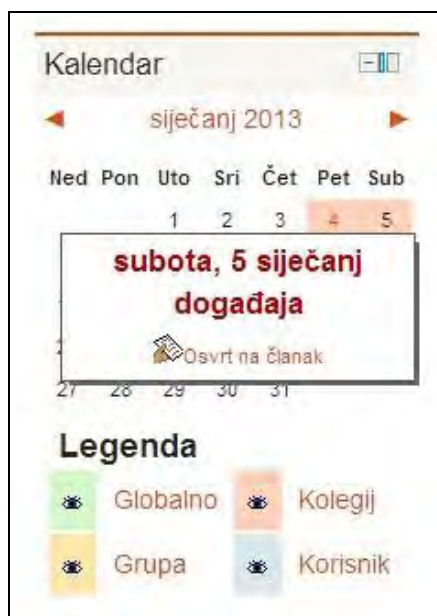 Kalendar
siječanj 2013
Ned Pon Uto Sri Čet Pet Sub
1 2 3 4 5
subota, 5 siječanj
događaja
Osvrt na članak
27 28 29 30 31
Legenda
Globalno Kolegij
Grupa Korisnik